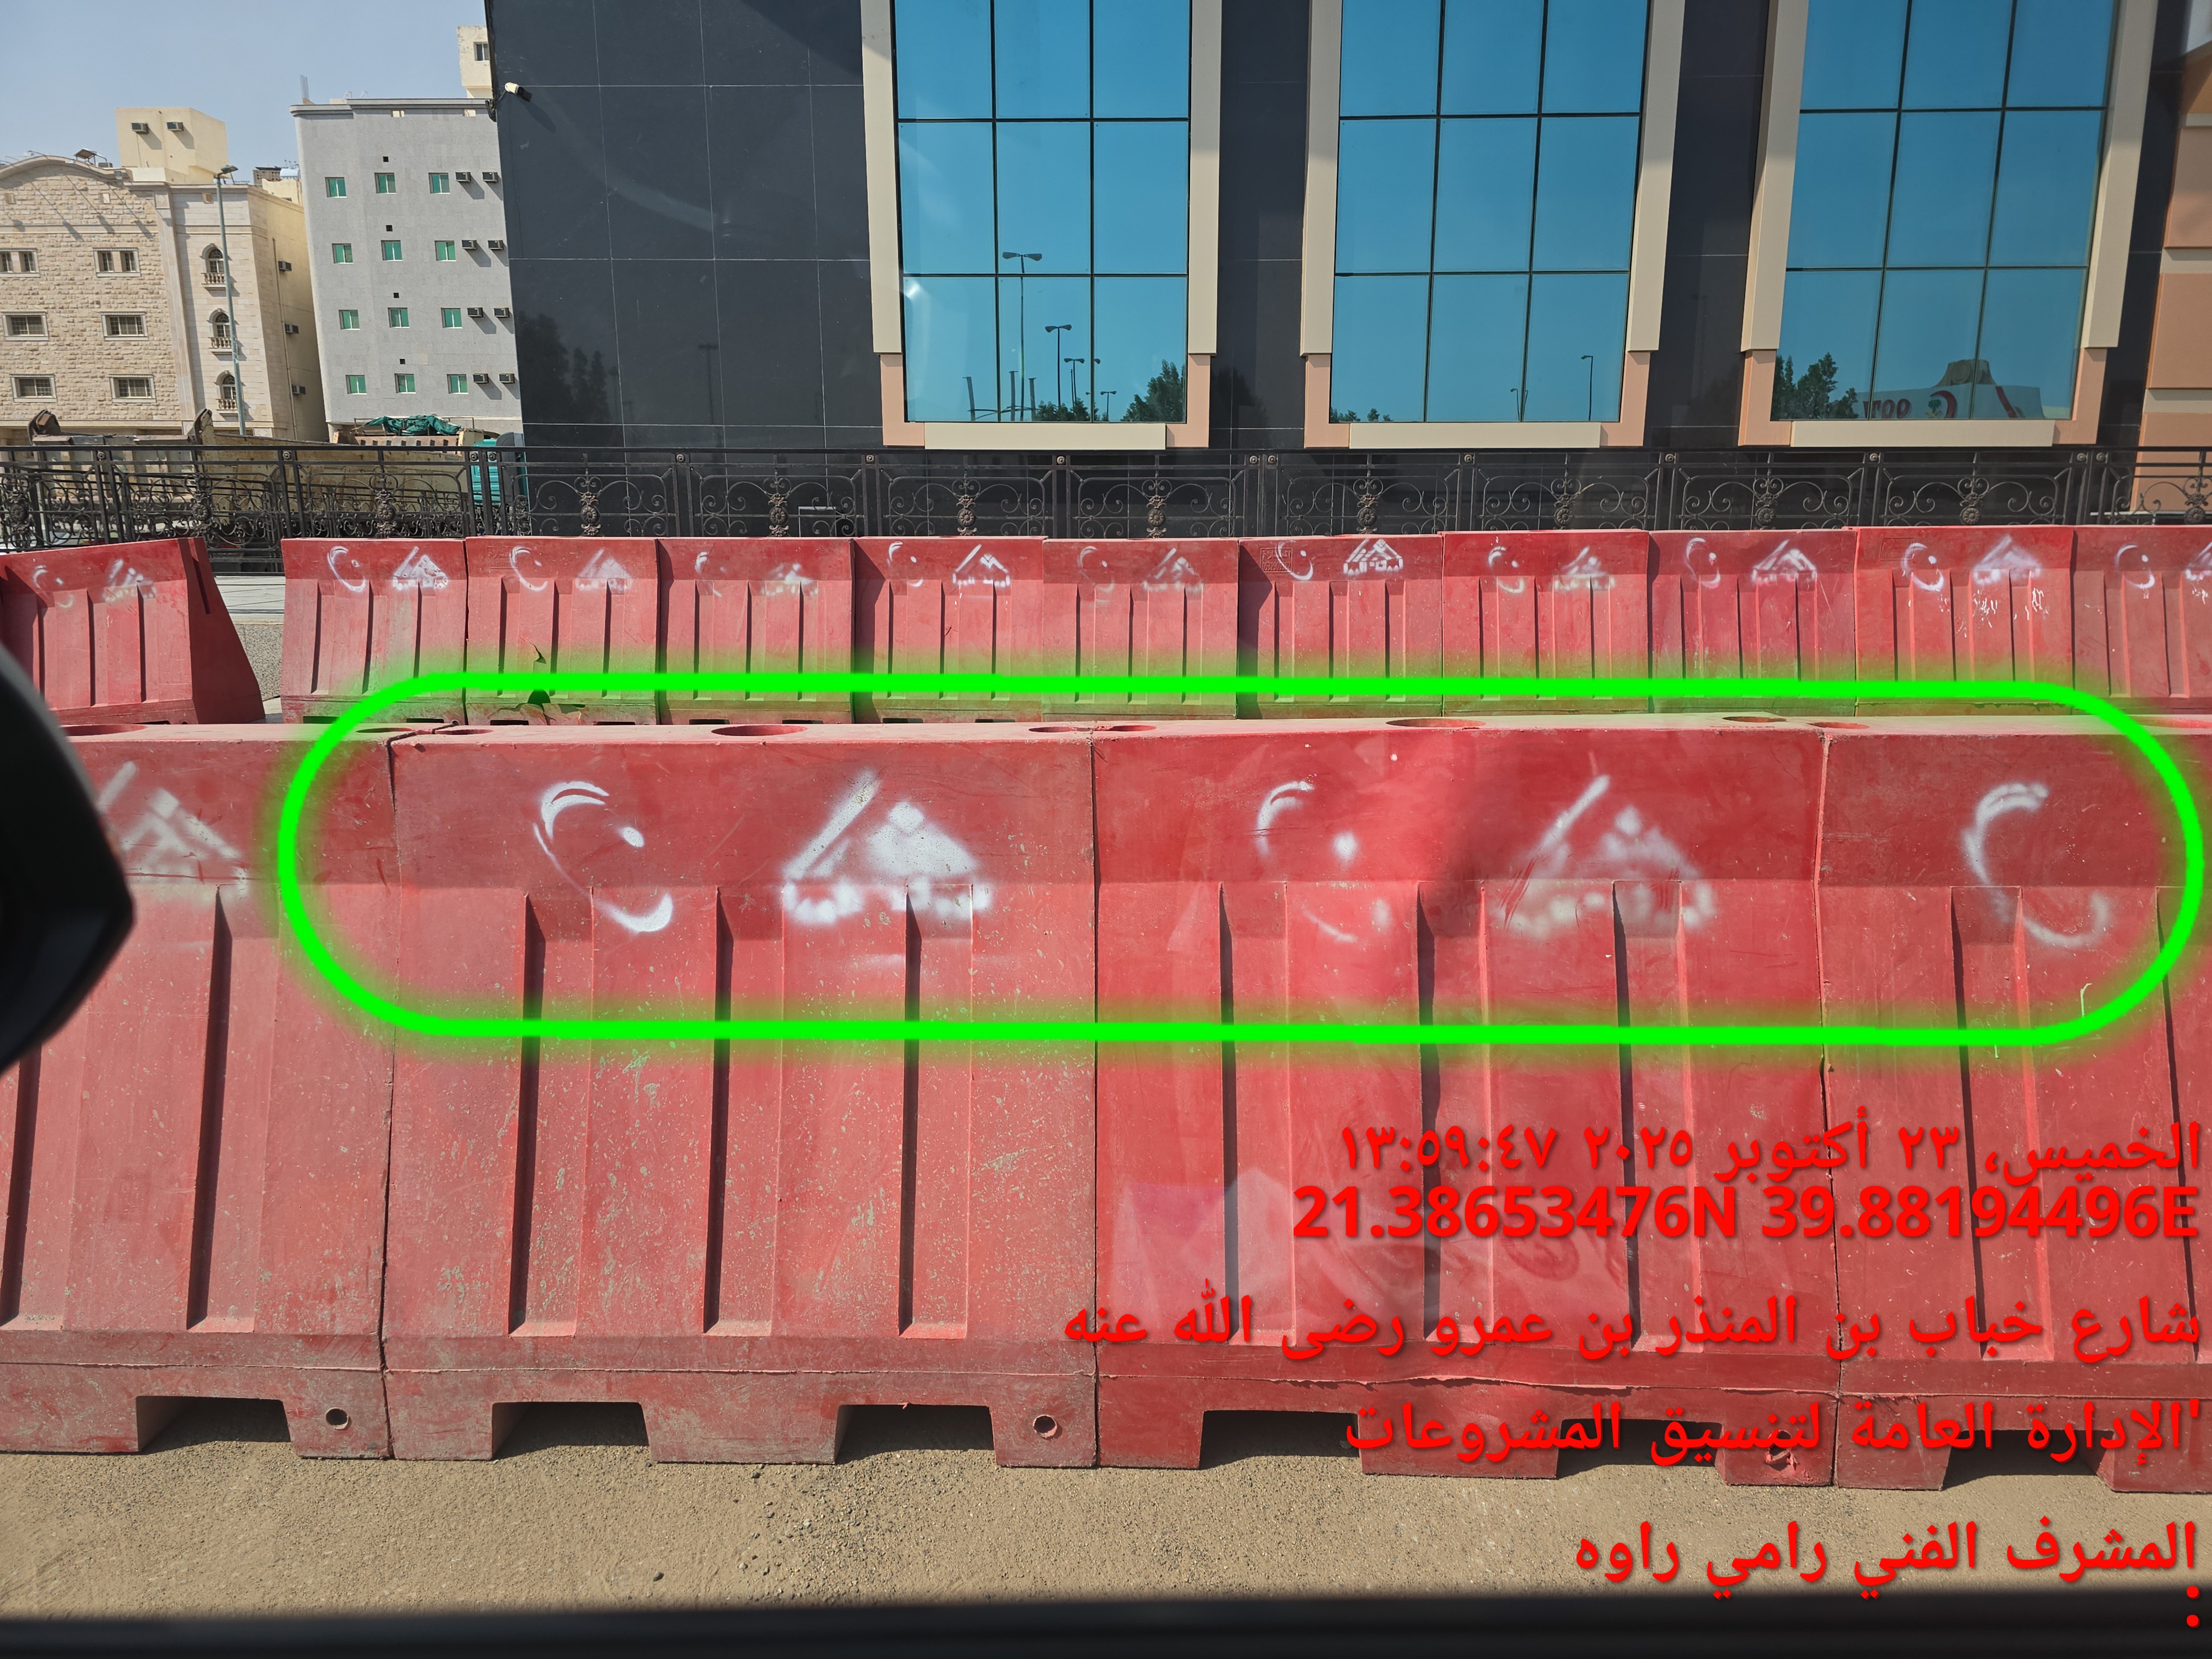 الخميس، ٢٣ أكتوبر ٢٠٢٥ ١٣:٥٩:٤٧
21.38653476N 39.88194496E
شارع خباب بن المنذر بن عمرو رضى الله عنه
'الإدارة العامة لتنسيق المشروعات
المشرف الفني رامي راوه
: